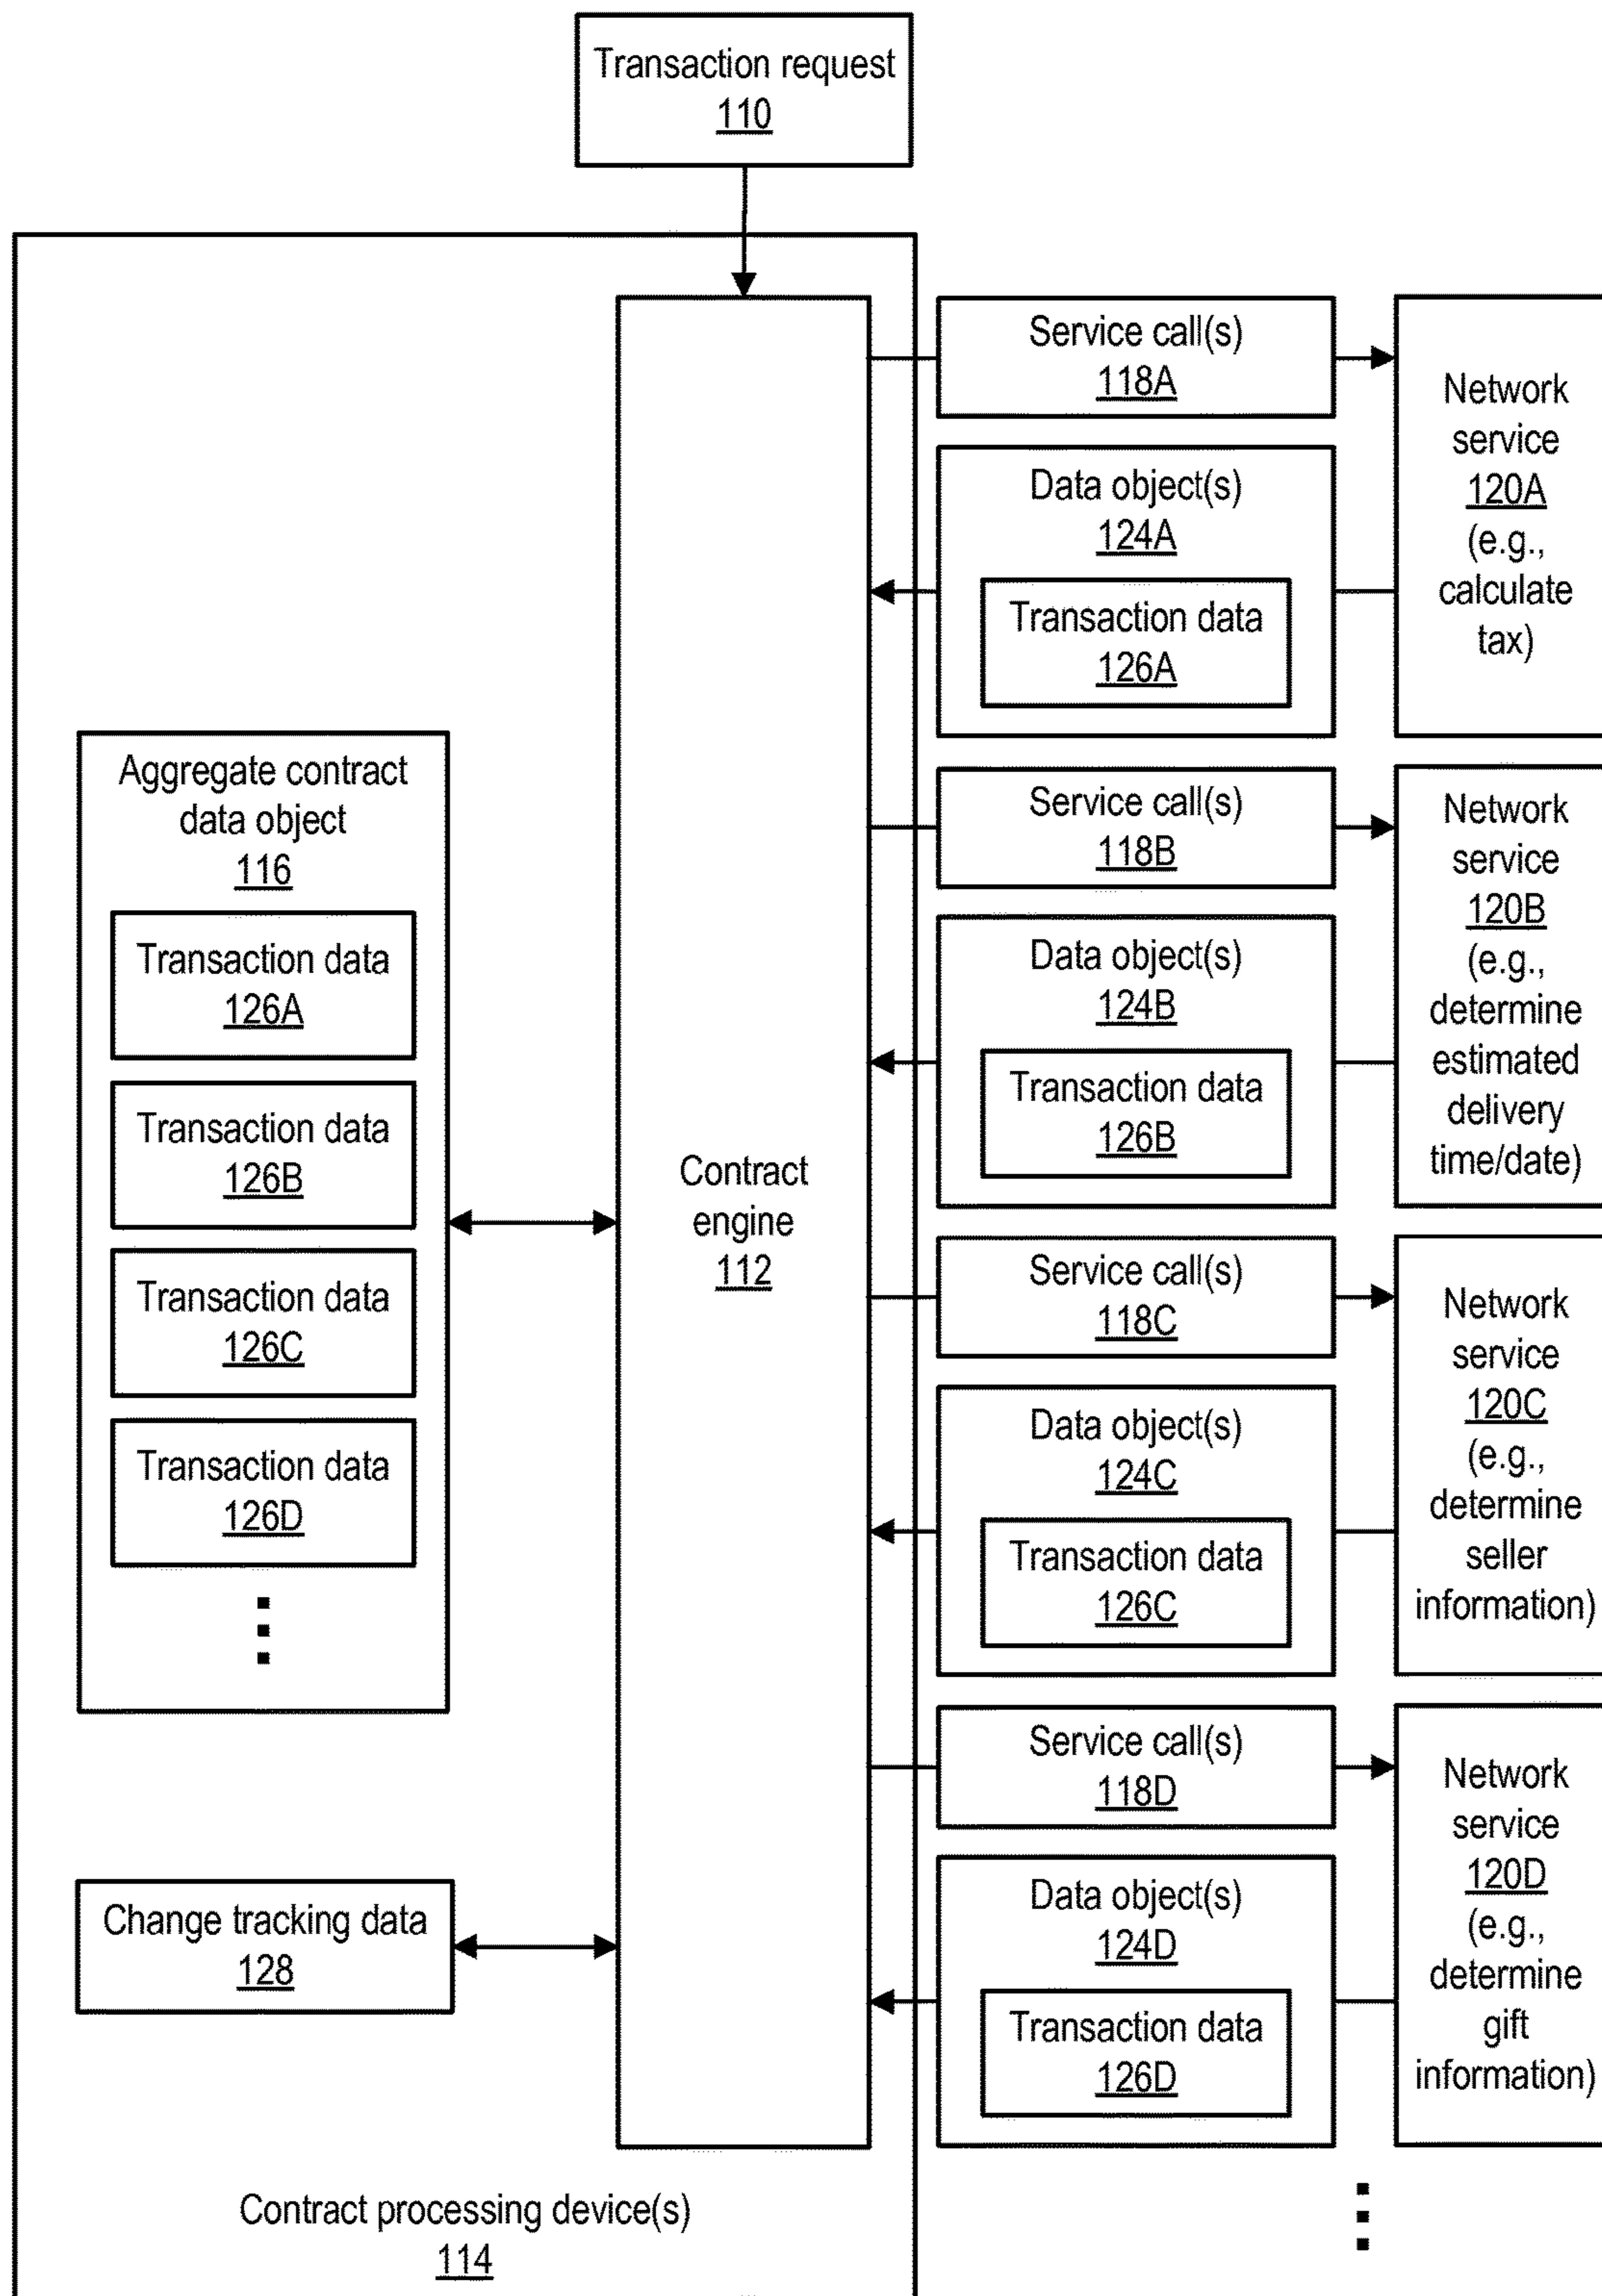 Transaction request
110
Aggregate contract
data object
116
Transaction data
126A
Transaction data
126B
Transaction data
126C
Transaction data
126D
Change tracking data
128
Contract
engine
112
Contract processing device(s)
114
Service call(s)
118A
Data object(s)
124A
Transaction data
126A
Network
service
120A
(e.g.,
calculate
tax)
Service call(s)
118B
Data object(s)
124B
Transaction data
126B
Network
service
120B
(e.g.,
determine
estimated
delivery
time/date)
Service call(s)
118C
Data object(s)
124C
Transaction data
126C
Network
service
120C
(e.g.,
determine
seller
information)
Service call(s)
118D
Data object(s)
124D
Transaction data
126D
Network
service
120D
(e.g.,
determine
gift
information)